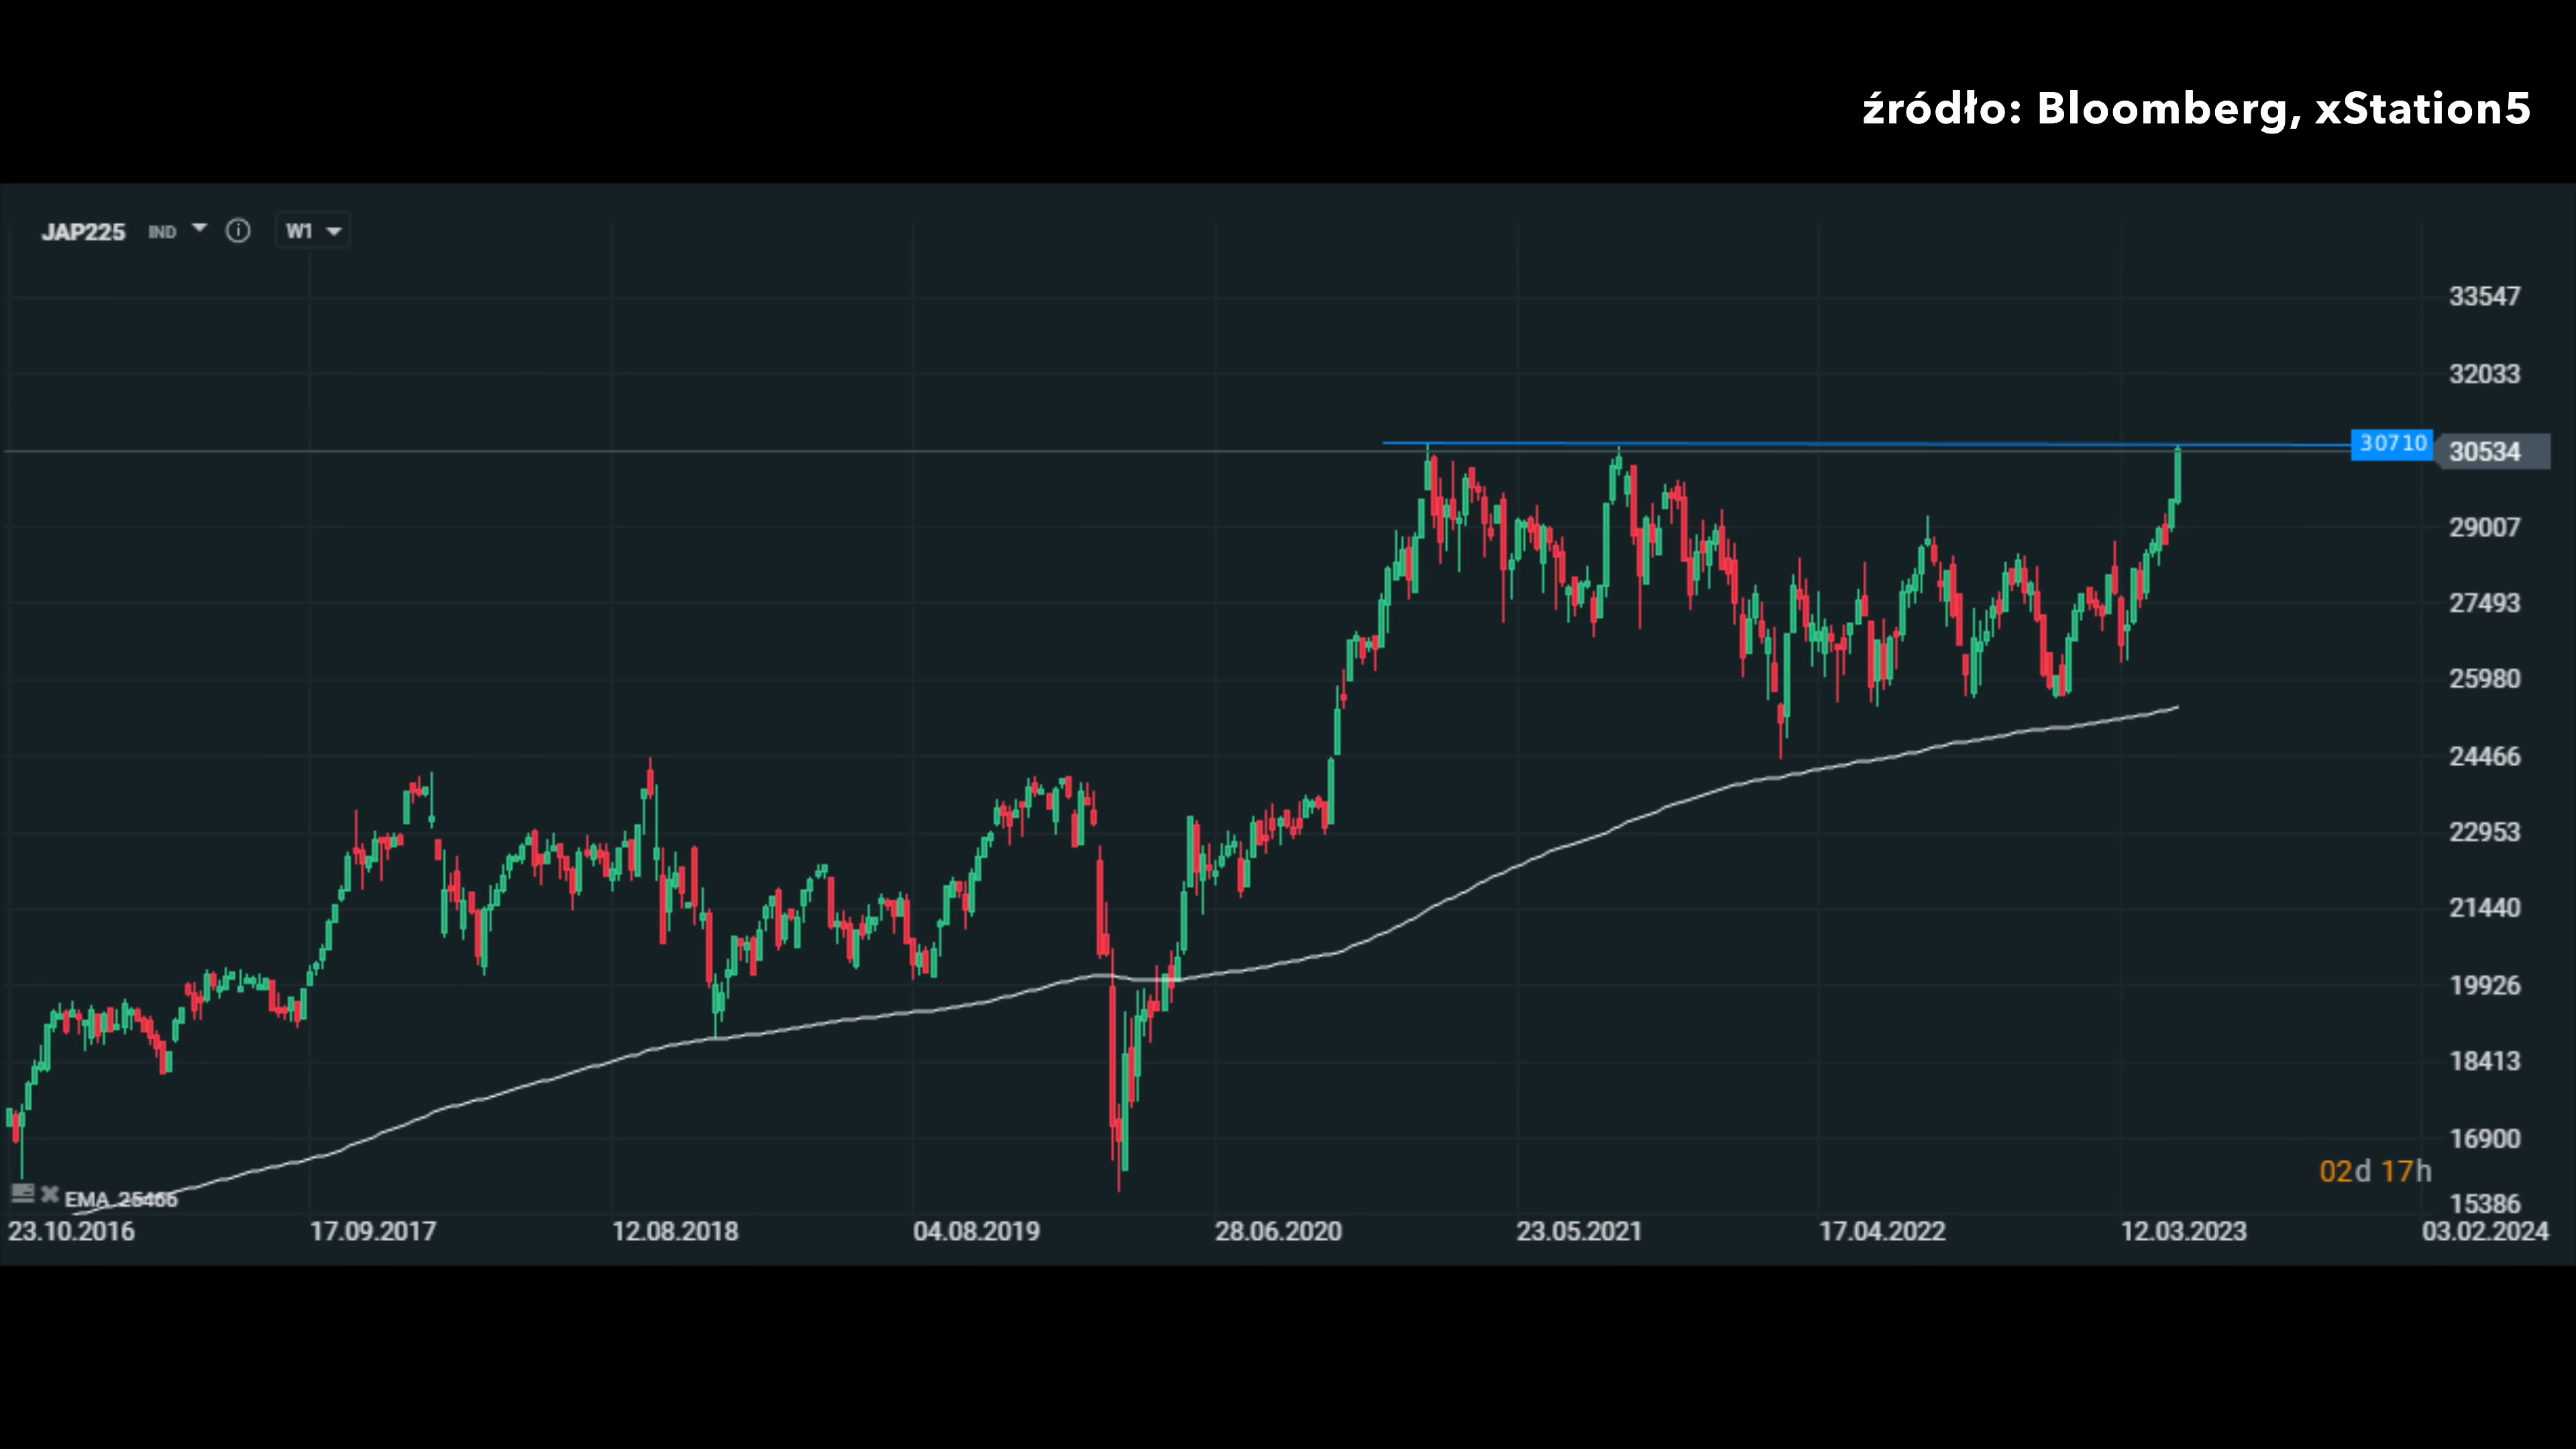 źródło: Bloomberg, xStation5
JAP225 IND W1
33547
32033
30710 30534
29007
27493
25980
24466
22953
21440
19926
18413
16900
02d 17h
EMA 25466
15386
23.10.2016 17.09.2017 12.08.2018 04.08.2019 28.06.2020 23.05.2021 17.04.2022 12.03.2023 03.02.2024